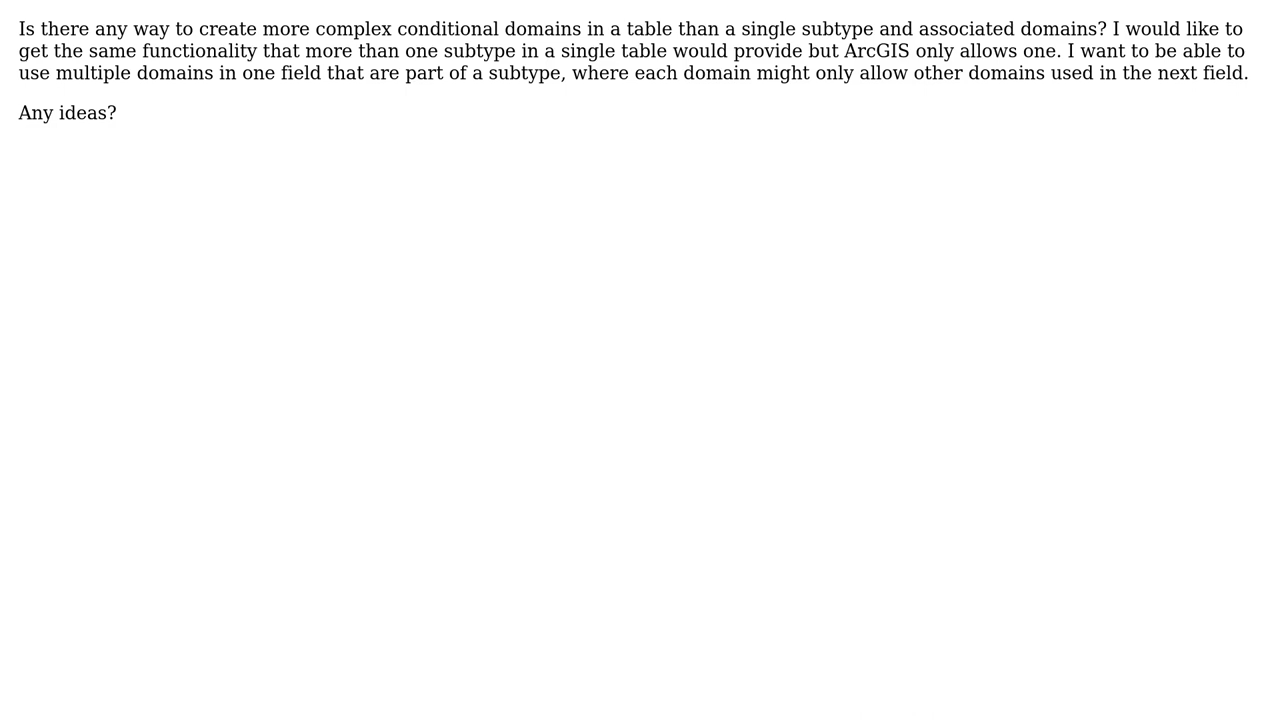 Is there any way to create more complex conditional domains in a table than a single subtype and associated domains? I would like to
get the same functionality that more than one subtype in a single table would provide but ArcGIS only allows one. I want to be able to
use multiple domains in one field that are part of a subtype, where each domain might only allow other domains used in the next field.
Any ideas?